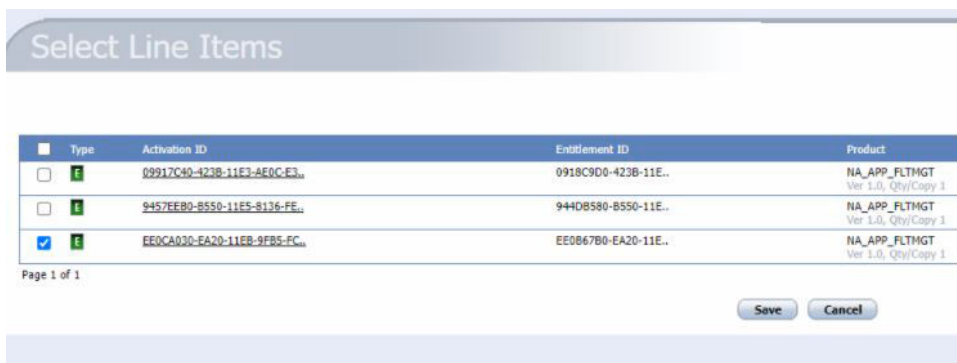 Select Line Items
Type Activation ID Entitlement ID Product
E 09917C40-423B-11E3-AE0C-E3.. 0918C9D0-423B-11E.. NA_APP_FLTMGT
Ver 1.0, Qty/Copy 1
E 9457EEB0-B550-11E5-8136-FE.. 944DB580-B550-11E.. NA_APP_FLTMGT
Ver 1.0, Qty/Copy 1
E EE0CA030-EA20-11EB-9FB5-FC.. EE0B67B0-EA20-11E.. NA_APP_FLTMGT
Ver 1.0, Qty/Copy 1
Page 1 of 1
Save Cancel